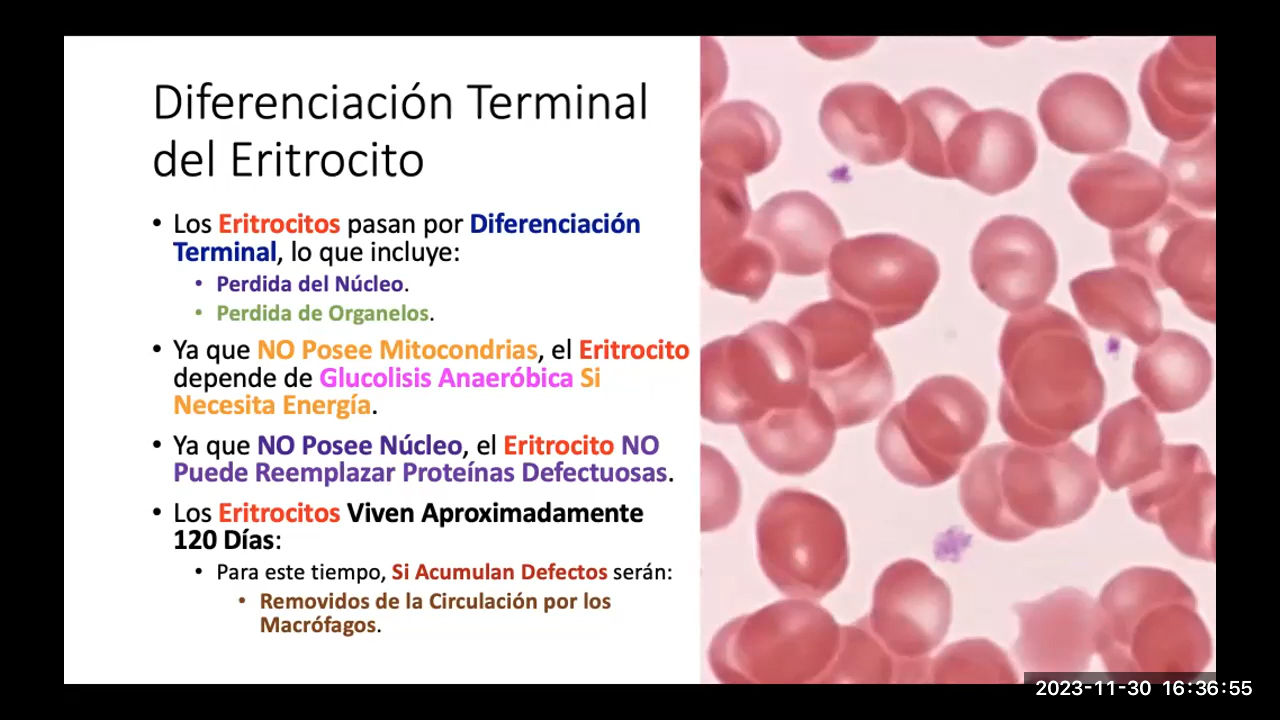 Diferenciación Terminal
del Eritrocito
• Los Eritrocitos pasan por Diferenciación
Terminal, lo que incluye:
• Perdida del Núcleo.
• Perdida de Organelos.
• Ya que NO Posee Mitocondrias, el Eritrocito
depende de Glucolisis Anaeróbica Si
Necesita Energía.
• Ya que NO Posee Núcleo, el Eritrocito NO
Puede Reemplazar Proteínas Defectuosas.
• Los Eritrocitos Viven Aproximadamente
120 Días:
• Para este tiempo, Si Acumulan Defectos serán:
• Removidos de la Circulación por los
Macrófagos.
2023-11-30 16:36:55